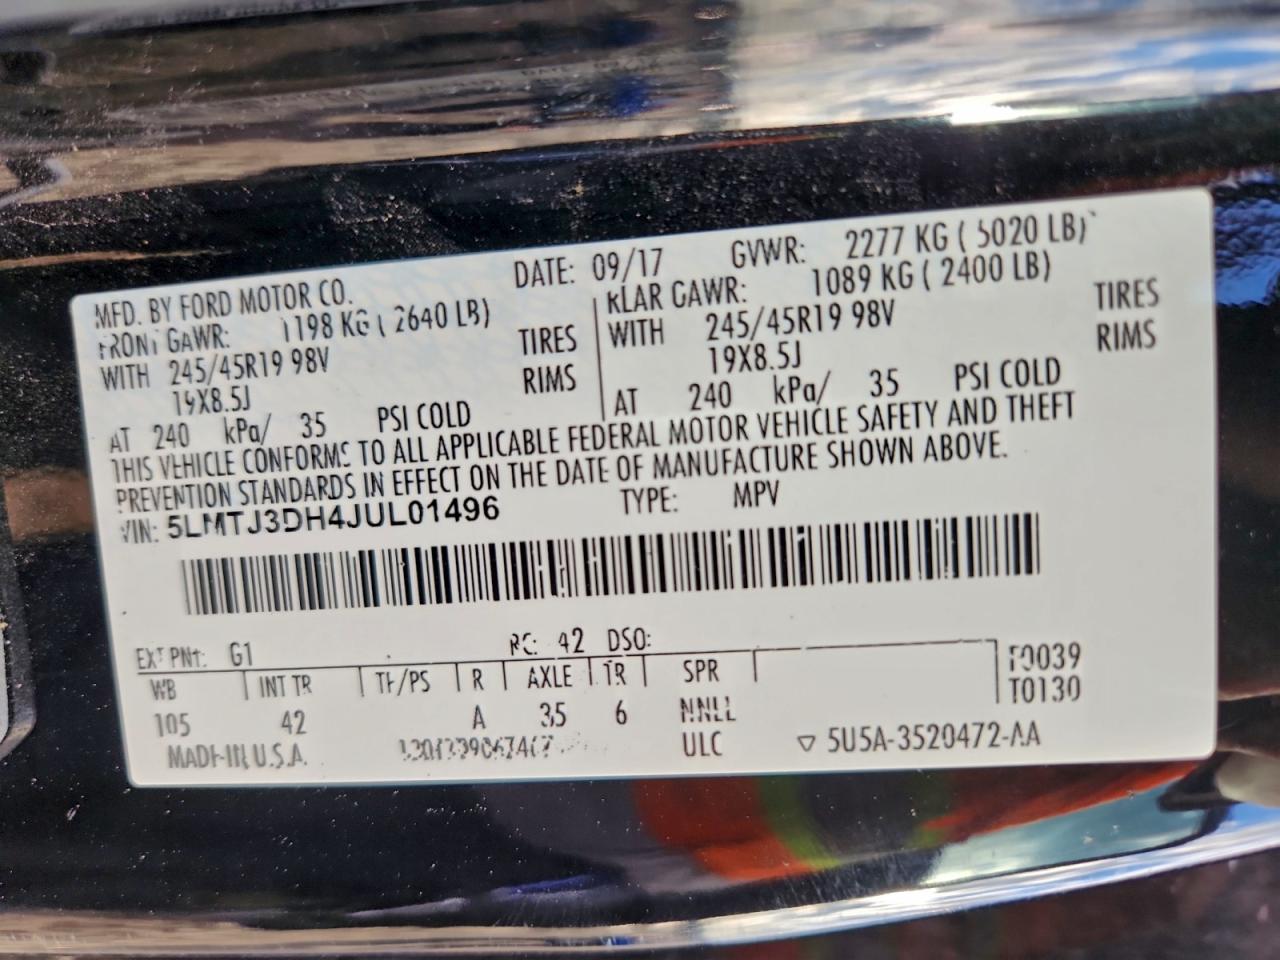 MFD. BY FORD MOTOR CO. DATE: 09/17 GVWR: 2277 KG ( 5020 LB)
FRONT GAWR: 1198 KG ( 2640 LB) REAR GAWR: 1089 KG ( 2400 LB)
WITH 245/45R19 98V TIRES WITH 245/45R19 98V TIRES
19X8.5J RIMS 19X8.5J RIMS
AT 240 kPa/ 35 PSI COLD AT 240 kPa/ 35 PSI COLD
THIS VEHICLE CONFORMS TO ALL APPLICABLE FEDERAL MOTOR VEHICLE SAFETY AND THEFT
PREVENTION STANDARDS IN EFFECT ON THE DATE OF MANUFACTURE SHOWN ABOVE.
VIN: 5LMTJ3DH4JUL01496 TYPE: MPV
EXT PNT: G1 RC: 42 DSO:
WB INT TR TP/PS R AXLE TR SPR F0039
105 42 A 35 6 NNLL T0130
MADE IN U.S.A. ULC ▽ 5U5A-3520472-AA